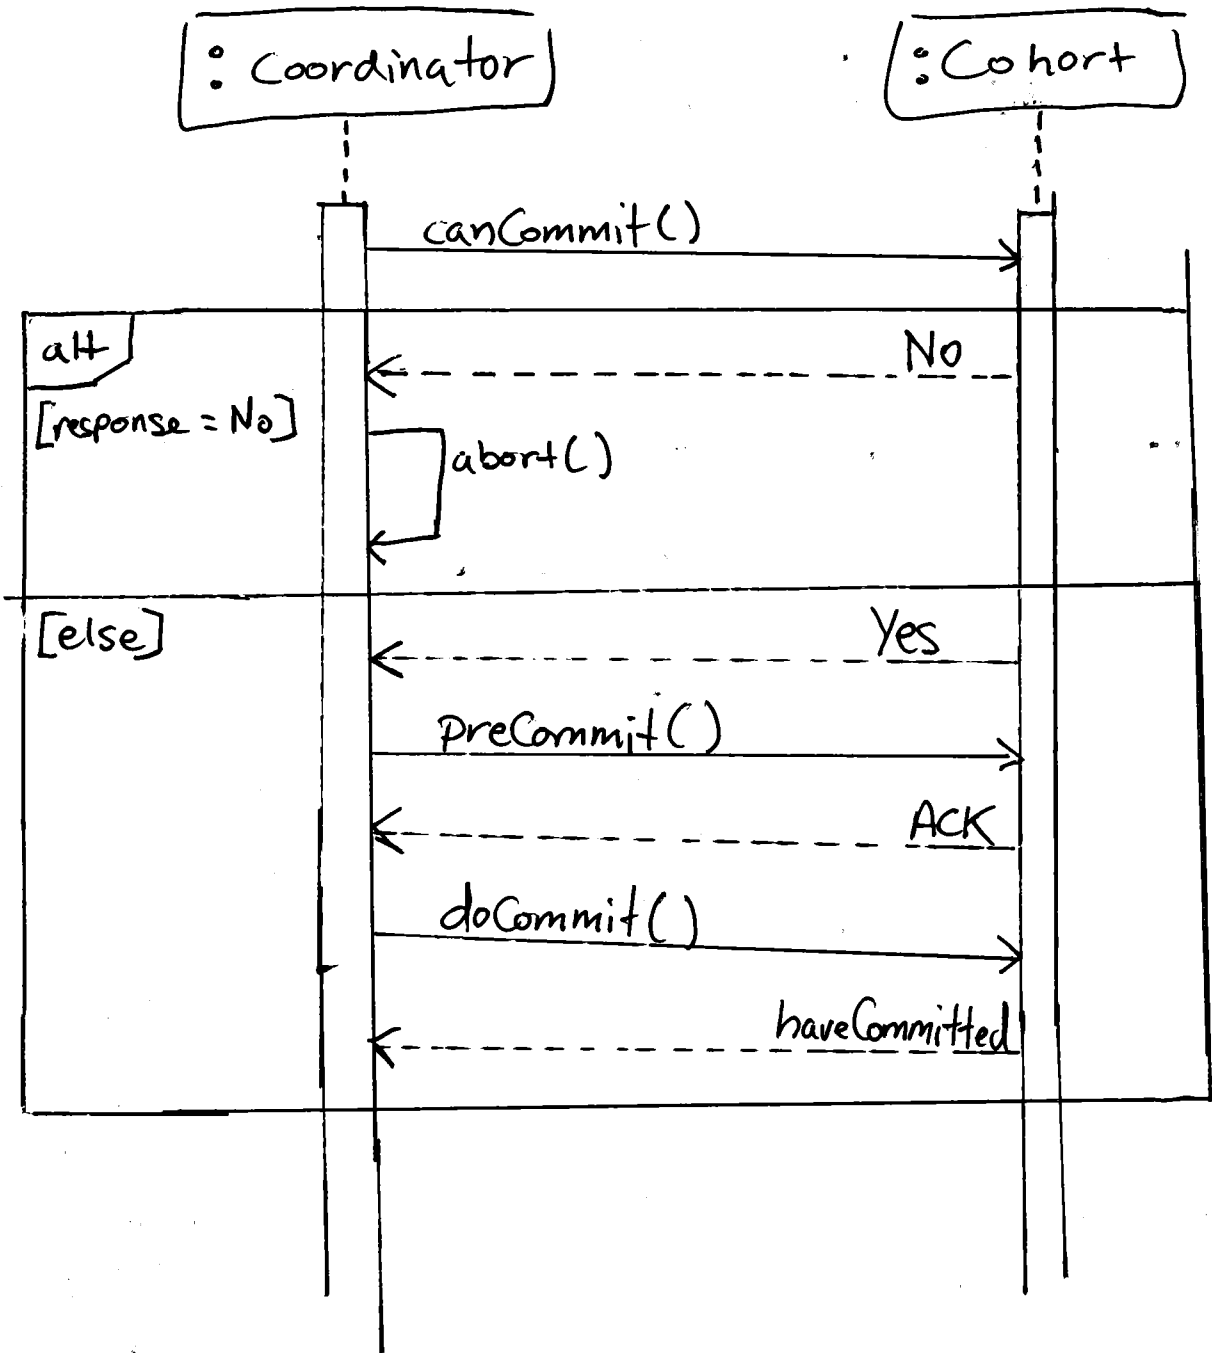 : Coordinator
: Cohort
canCommit()
alt
No
[response = No]
abort()
[else]
Yes
preCommit()
ACK
doCommit()
haveCommitted